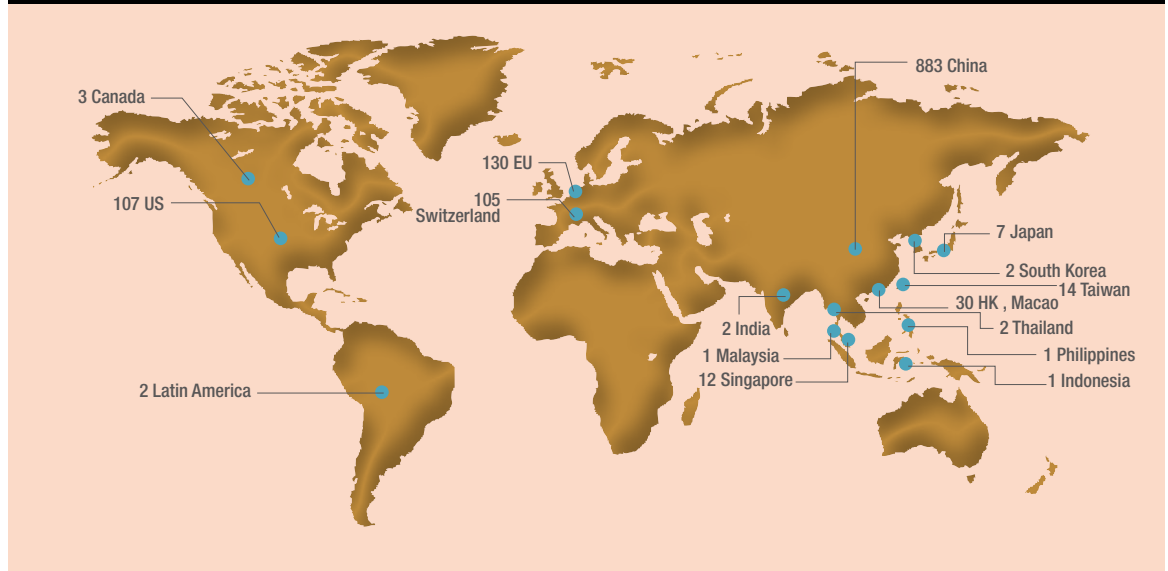 883 China
3 Canada
130 EU
105
Switzerland
107 US
7 Japan
2 South Korea
14 Taiwan
30 HK , Macao
2 India
2 Thailand
1 Malaysia
1 Philippines
12 Singapore
1 Indonesia
2 Latin America